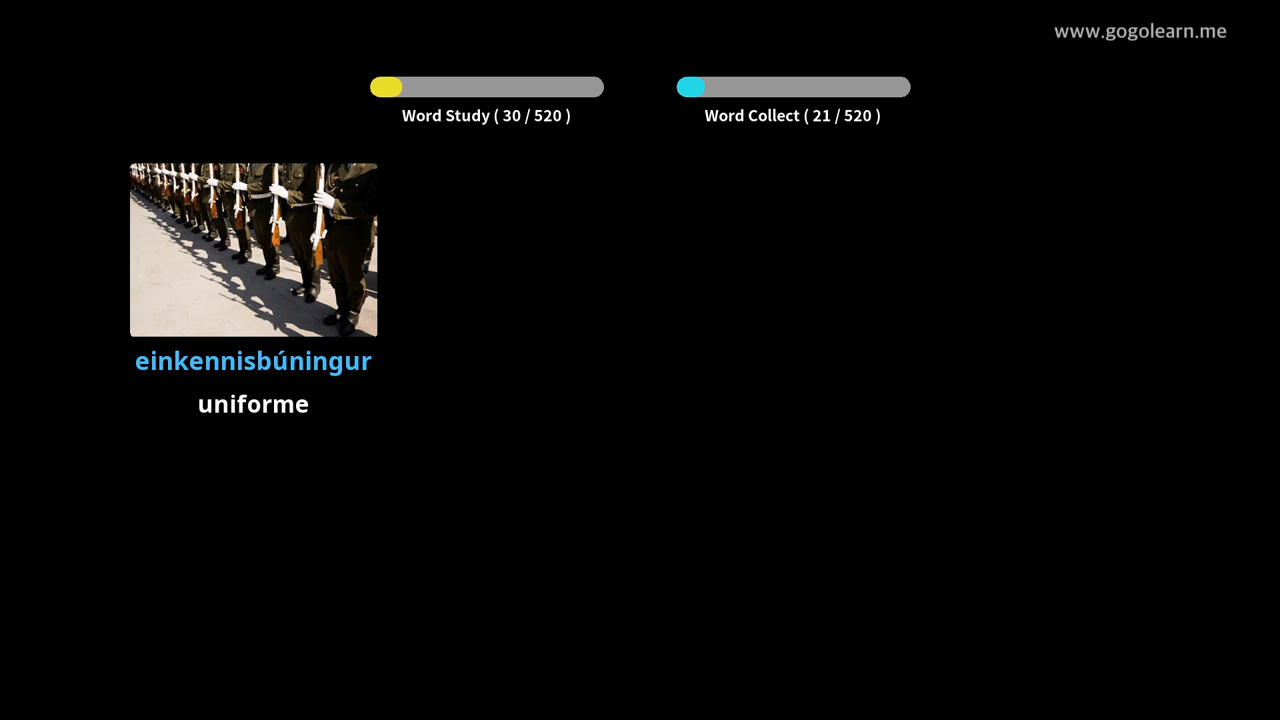 www.gogolearn.me
Word Study ( 30 / 520 )
Word Collect ( 21 / 520 )
einkennisbúningur
uniforme